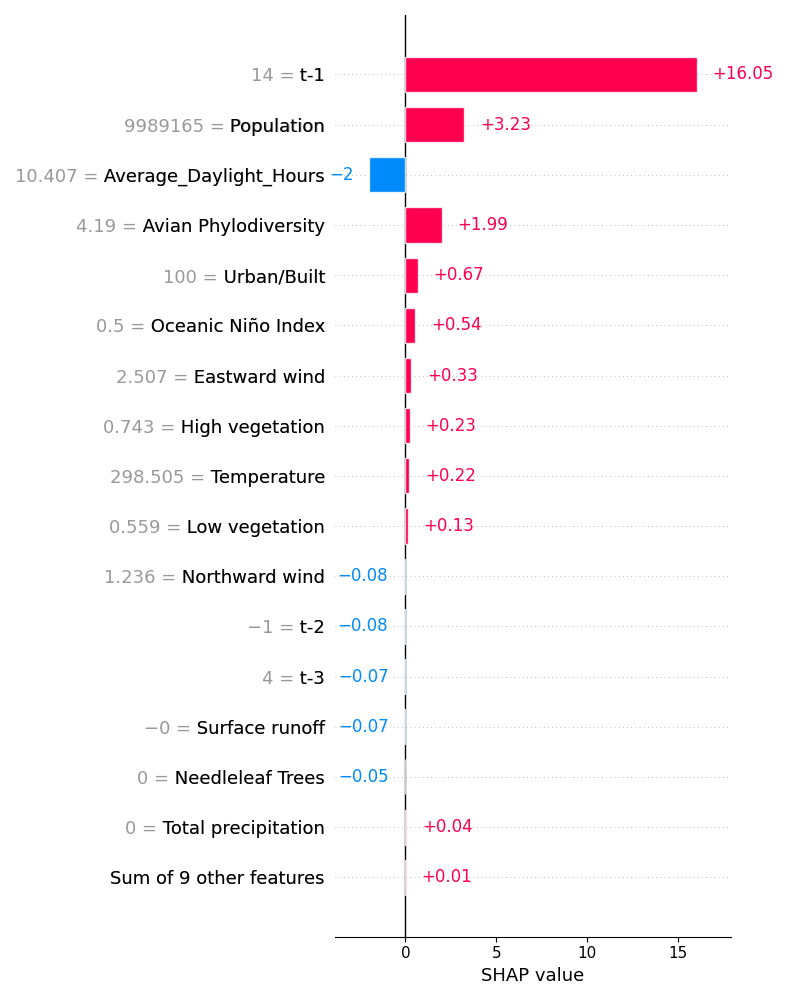 14 = t-1 +16.05
9989165 = Population +3.23
10.407 = Average_Daylight_Hours −2
4.19 = Avian Phylodiversity +1.99
100 = Urban/Built +0.67
0.5 = Oceanic Niño Index +0.54
2.507 = Eastward wind +0.33
0.743 = High vegetation +0.23
298.505 = Temperature +0.22
0.559 = Low vegetation +0.13
1.236 = Northward wind −0.08
−1 = t-2 −0.08
4 = t-3 −0.07
−0 = Surface runoff −0.07
0 = Needleleaf Trees −0.05
0 = Total precipitation +0.04
Sum of 9 other features +0.01
0 5 10 15
SHAP value